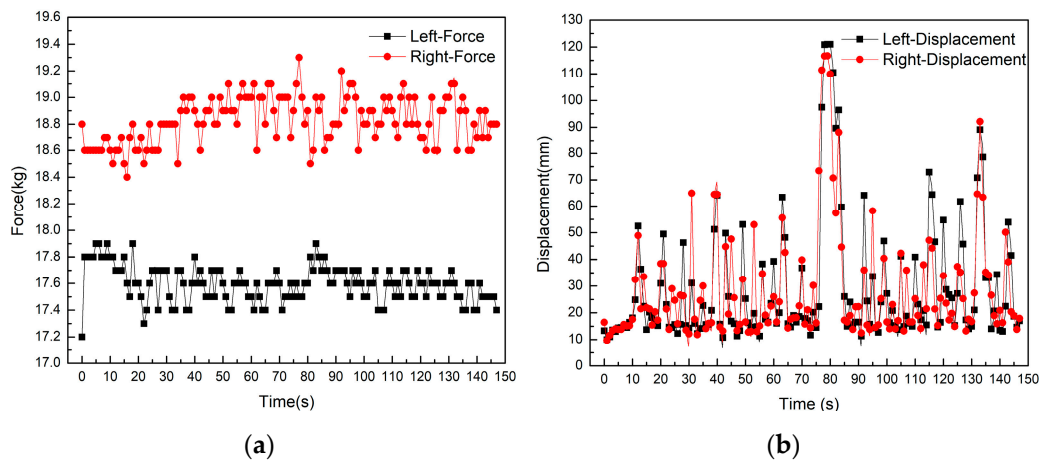 19.6
19.4
19.2
19.0
18.8
18.6
18.4
18.2
18.0
17.8
17.6
17.4
17.2
17.0
Force(kg)
Left-Force
Right-Force
0 10 20 30 40 50 60 70 80 90 100 110 120 130 140 150
Time(s)
(a)
130
120
110
100
90
80
70
60
50
40
30
20
10
0
Displacement(mm)
Left-Displacement
Right-Displacement
0 10 20 30 40 50 60 70 80 90 100 110 120 130 140 150
Time (s)
(b)